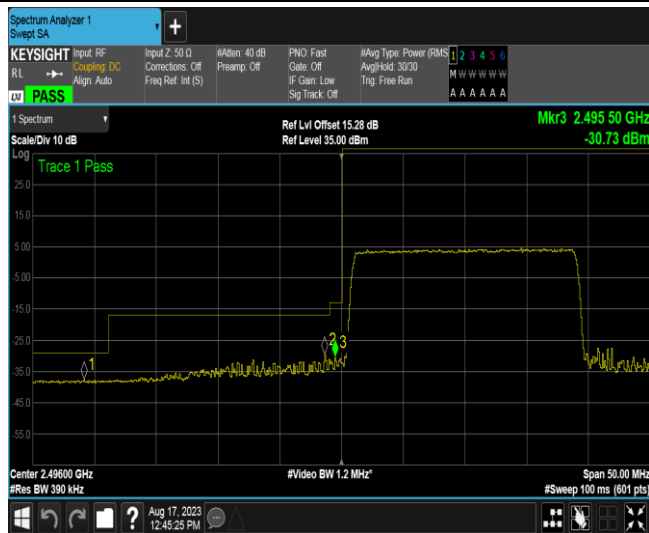 Spectrum Analyzer 1
Swept SA
+
KEYSIGHT
RL
Input: RF
Coupling: DC
Align: Auto
Input Z: 50 Ω
Corrections: Off
Freq Ref: Int (S)
#Atten: 40 dB
Preamp: Off
PNO: Fast
Gate: Off
IF Gain: Low
Sig Track: Off
#Avg Type: Power (RMS
Avg|Hold: 30/30
Trig: Free Run
1 2 3 4 5 6
M W W W W W
A A A A A A
PASS
1 Spectrum
Scale/Div 10 dB
Ref Lvl Offset 15.28 dB
Ref Level 35.00 dBm
Mkr3 2.495 50 GHz
-30.73 dBm
Log
Trace 1 Pass
25.0
15.0
5.00
-5.00
-15.0
-25.0
-35.0
-45.0
-55.0
1
2
3
Center 2.49600 GHz
#Res BW 390 kHz
#Video BW 1.2 MHz*
Span 50.00 MHz
#Sweep 100 ms (601 pts)
?
Aug 17, 2023
12:45:25 PM